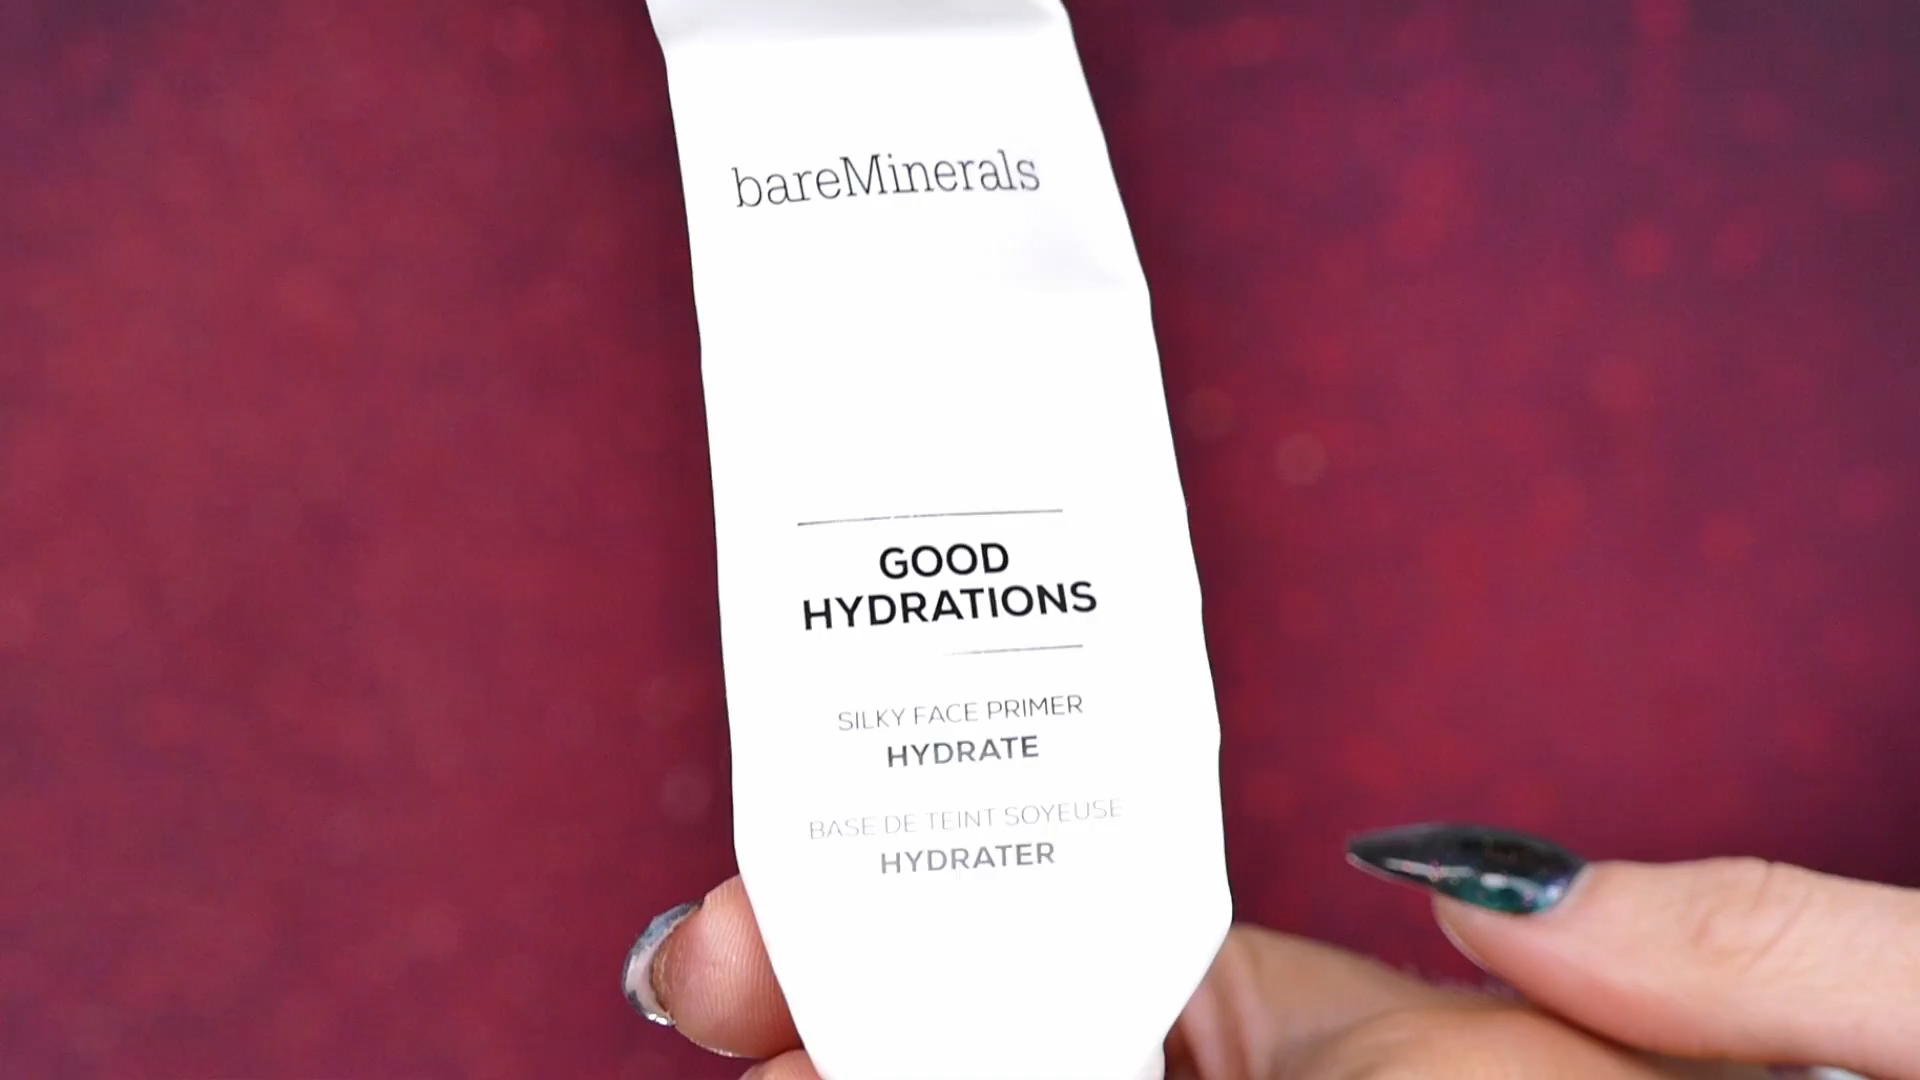 bareMinerals
GOOD
HYDRATIONS
SILKY FACE PRIMER
HYDRATE
BASE DE TEINT SOYEUSE
HYDRATER